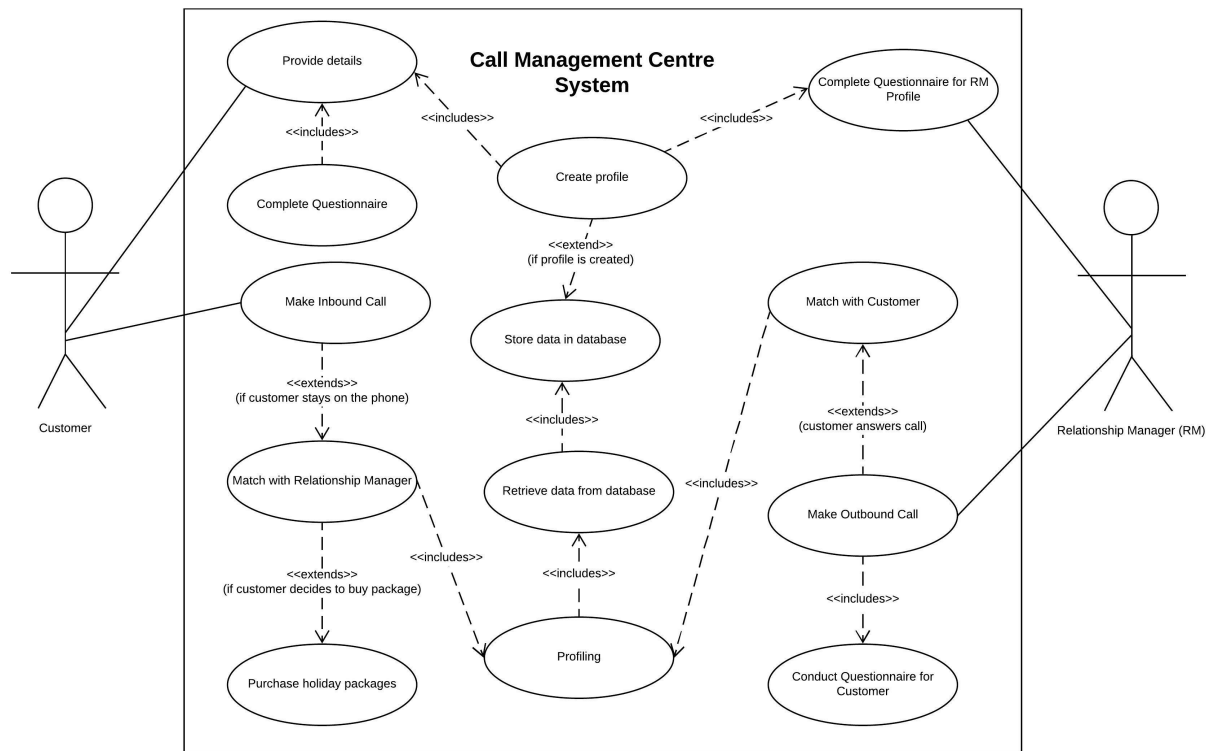 Call Management Centre
System
Provide details
Complete Questionnaire for RM
Profile
<<includes>>
<<includes>>
<<includes>>
Create profile
Complete Questionnaire
<<extend>>
(if profile is created)
Make Inbound Call
Match with Customer
Store data in database
<<extends>>
(if customer stays on the phone)
<<includes>>
<<extends>>
(customer answers call)
Customer
Relationship Manager (RM)
Match with Relationship Manager
Retrieve data from database
<<includes>>
Make Outbound Call
<<includes>>
<<extends>>
(if customer decides to buy package)
<<includes>>
<<includes>>
Profiling
Purchase holiday packages
Conduct Questionnaire for
Customer